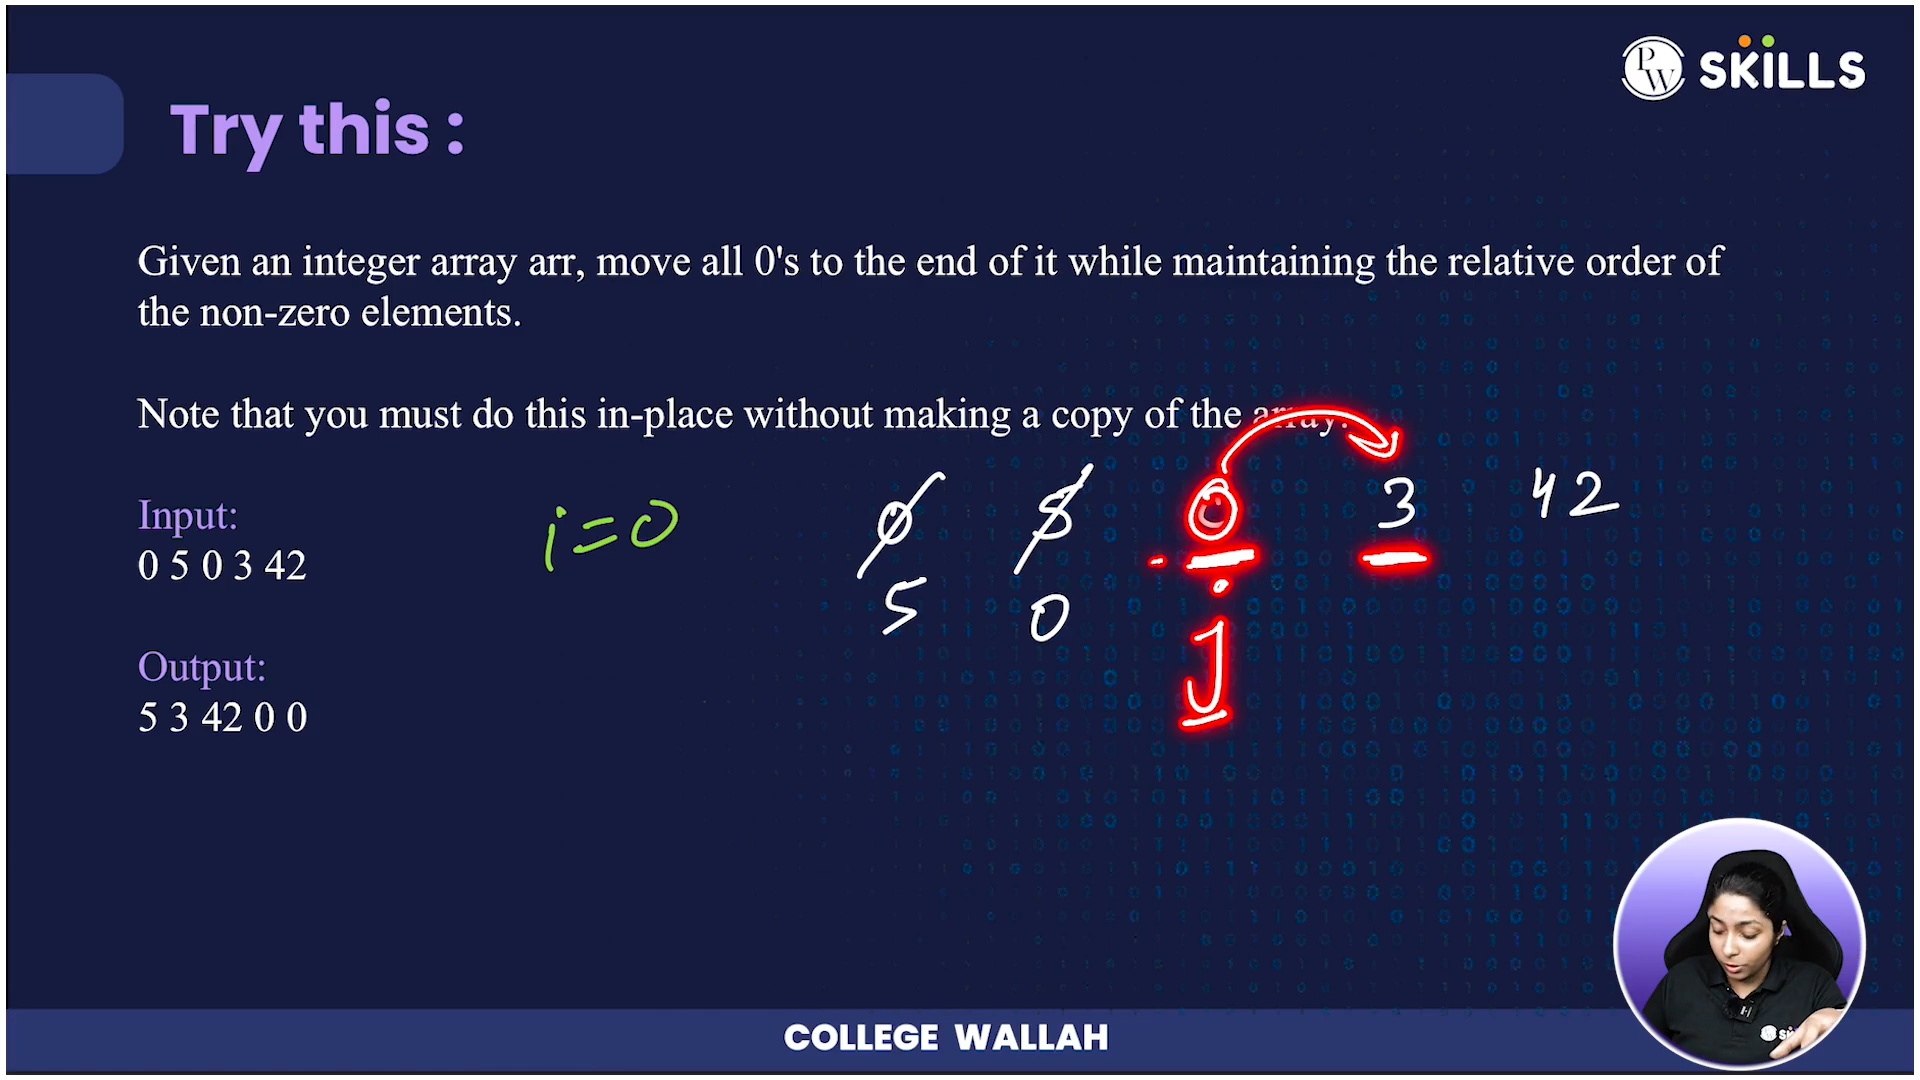 PW SKILLS
Try this :
Given an integer array arr, move all 0's to the end of it while maintaining the relative order of
the non-zero elements.
Note that you must do this in-place without making a copy of the array.
Input:
0 5 0 3 42
i=0
0 5 0 3 42
5 0
j
Output:
5 3 42 0 0
COLLEGE WALLAH